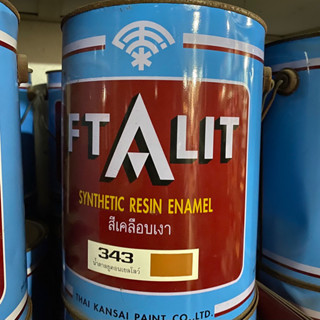 FTALIT
SYNTHETIC RESIN ENAMEL
สีเคลือบเงา
343
THAI KANSAI PAINT CO., LTD.